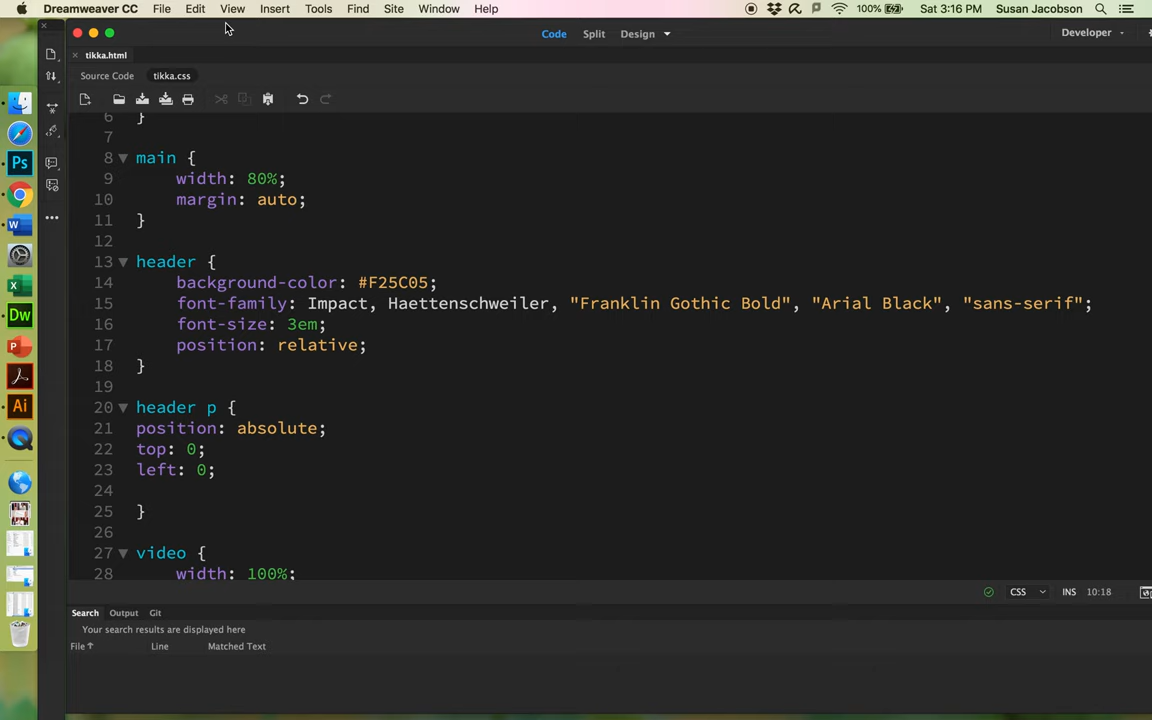 Dreamweaver CC File Edit View Insert Tools Find Site Window Help 100% Sat 3:16 PM Susan Jacobson
Code Split Design Developer
tikka.html
Source Code tikka.css
6 }
7
8 main {
9 width: 80%;
10 margin: auto;
11 }
12
13 header {
14 background-color: #F25C05;
15 font-family: Impact, Haettenschweiler, "Franklin Gothic Bold", "Arial Black", "sans-serif";
16 font-size: 3em;
17 position: relative;
18 }
19
20 header p {
21 position: absolute;
22 top: 0;
23 left: 0;
24
25 }
26
27 video {
28 width: 100%;
CSS INS 10:18
Search Output Git
Your search results are displayed here
File Line Matched Text
Ps
W
X
Dw
P
Ai